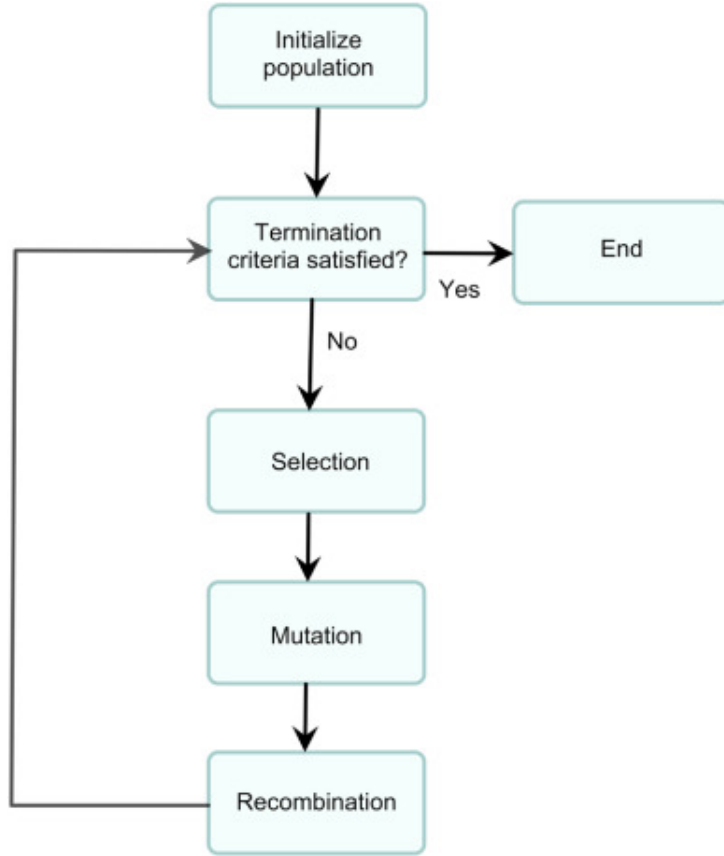 Initialize
population
Termination
criteria satisfied?
End
Yes
No
Selection
Mutation
Recombination